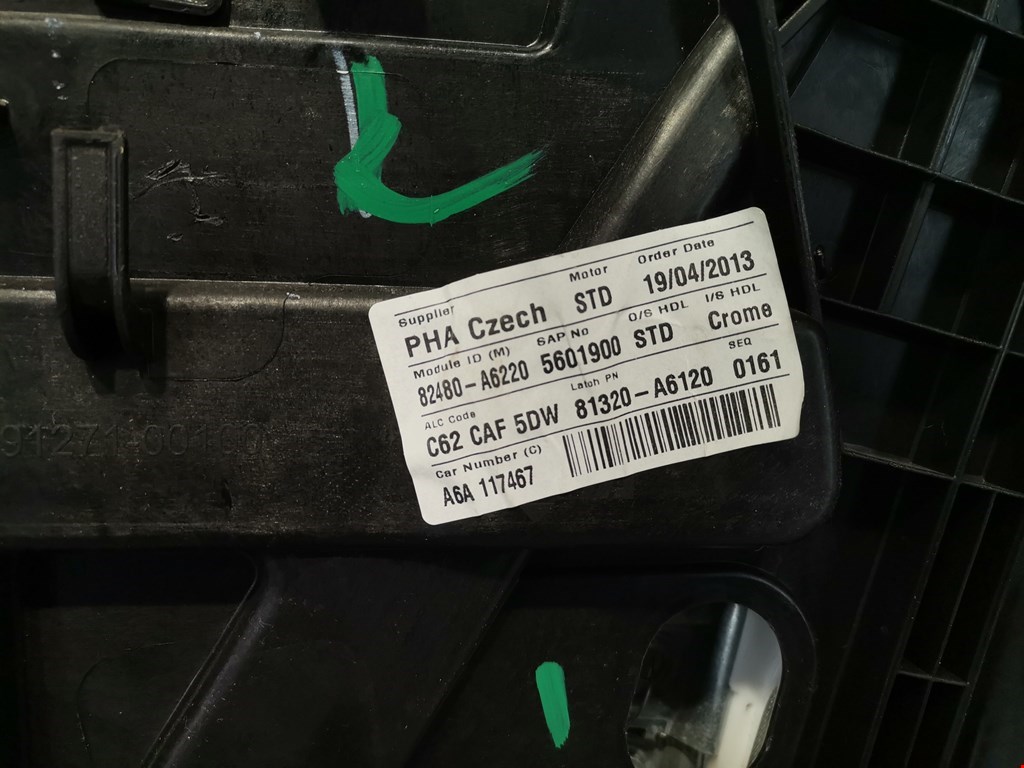 Supplier Motor Order Date
PHA Czech STD 19/04/2013
Module ID (M) SAP No O/S HDL I/S HDL
82480-A6220 5601900 STD Crome
ALC Code Latch PN SEQ
C62 CAF 5DW 81320-A6120 0161
Car Number (C)
A6A 117467